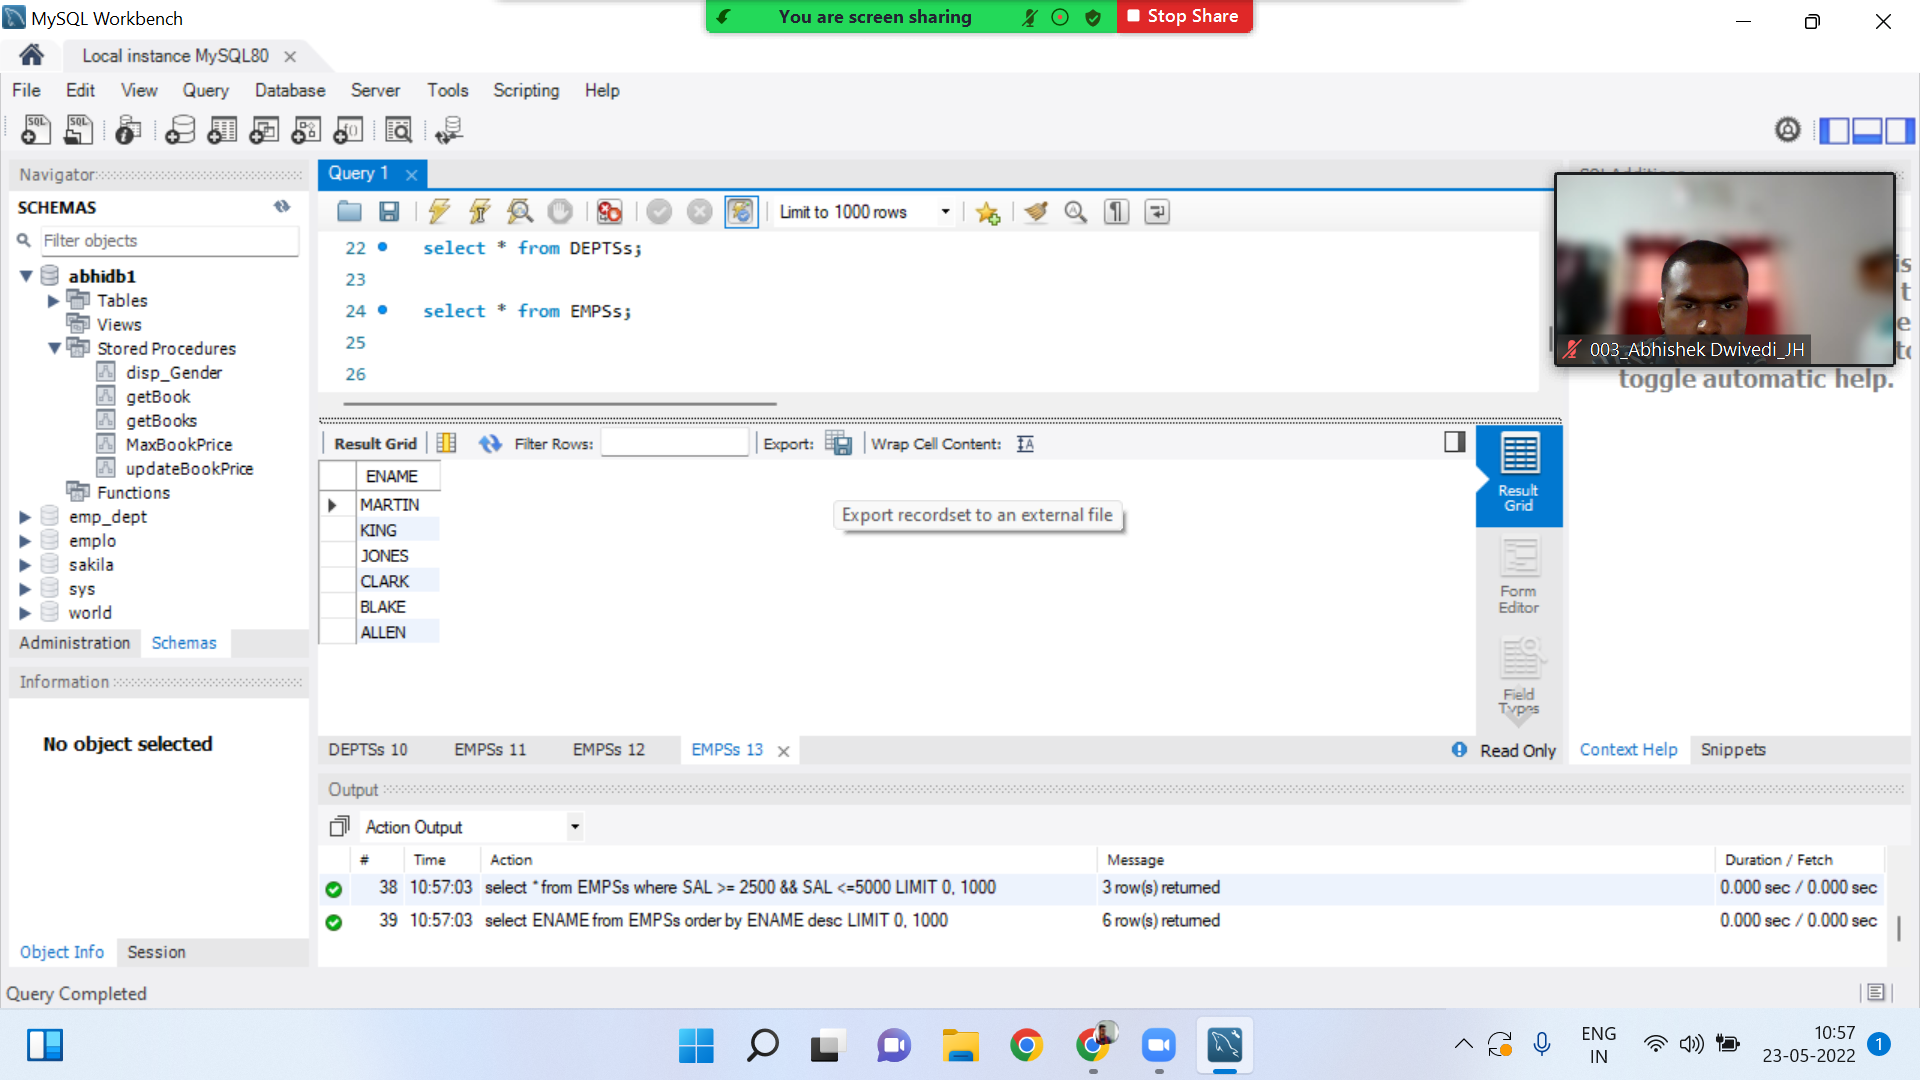 MySQL Workbench
You are screen sharing
Stop Share
Local instance MySQL80
File Edit View Query Database Server Tools Scripting Help
Navigator
SCHEMAS
Filter objects
abhidb1
Tables
Views
Stored Procedures
disp_Gender
getBook
getBooks
MaxBookPrice
updateBookPrice
Functions
emp_dept
emplo
sakila
sys
world
Administration Schemas
Information
No object selected
Object Info Session
Query 1
Limit to 1000 rows
22 select * from DEPTSs;
23
24 select * from EMPSs;
25
26
Result Grid Filter Rows: Export: Wrap Cell Content:
ENAME
MARTIN
KING
JONES
CLARK
BLAKE
ALLEN
Export recordset to an external file
Result
Grid
Form
Editor
Field
Types
DEPTSs 10 EMPSs 11 EMPSs 12 EMPSs 13
Read Only
003_Abhishek Dwivedi_JH
toggle automatic help.
Context Help Snippets
Output
Action Output
# Time Action Message Duration / Fetch
38 10:57:03 select * from EMPSs where SAL >= 2500 && SAL <=5000 LIMIT 0, 1000 3 row(s) returned 0.000 sec / 0.000 sec
39 10:57:03 select ENAME from EMPSs order by ENAME desc LIMIT 0, 1000 6 row(s) returned 0.000 sec / 0.000 sec
Query Completed
ENG
IN
10:57
23-05-2022
1